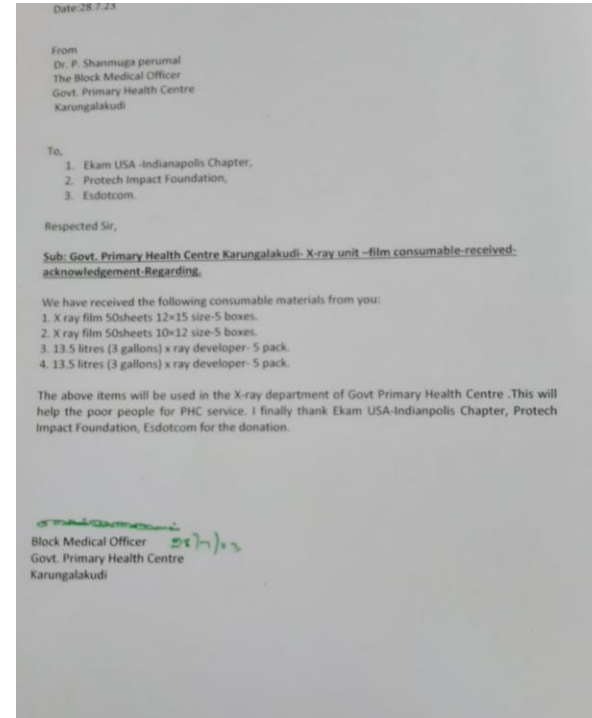 Date:28.7.23
From
Dr. P. Shanmuga perumal
The Block Medical Officer
Govt. Primary Health Centre
Karungalakudi
To,
1. Ekam USA -Indianapolis Chapter,
2. Protech Impact Foundation,
3. Esdotcom.
Respected Sir,
Sub: Govt. Primary Health Centre Karungalakudi- X-ray unit –film consumable-received-
acknowledgement-Regarding.
We have received the following consumable materials from you:
1. X ray film 50sheets 12×15 size-5 boxes.
2. X ray film 50sheets 10×12 size-5 boxes.
3. 13.5 litres (3 gallons) x ray developer- 5 pack.
4. 13.5 litres (3 gallons) x ray developer- 5 pack.
The above items will be used in the X-ray department of Govt Primary Health Centre .This will
help the poor people for PHC service. I finally thank Ekam USA-Indianpolis Chapter, Protech
Impact Foundation, Esdotcom for the donation.
Block Medical Officer 28/7/23
Govt. Primary Health Centre
Karungalakudi